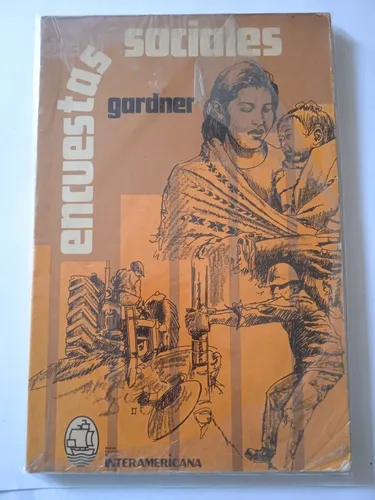 encuestas
sociales
gardner
INTERAMERICANA